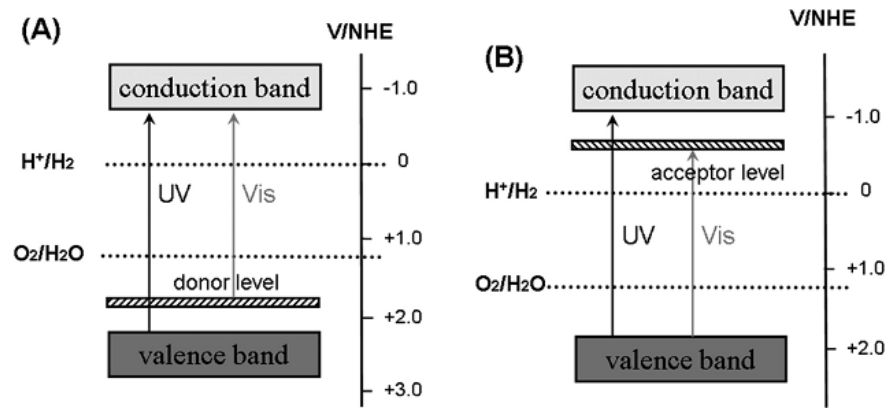 (A)
V/NHE
conduction band
-1.0
H⁺/H₂
0
UV
Vis
+1.0
O₂/H₂O
donor level
+2.0
valence band
+3.0
(B)
V/NHE
conduction band
-1.0
acceptor level
H⁺/H₂
0
UV
Vis
+1.0
O₂/H₂O
valence band
+2.0